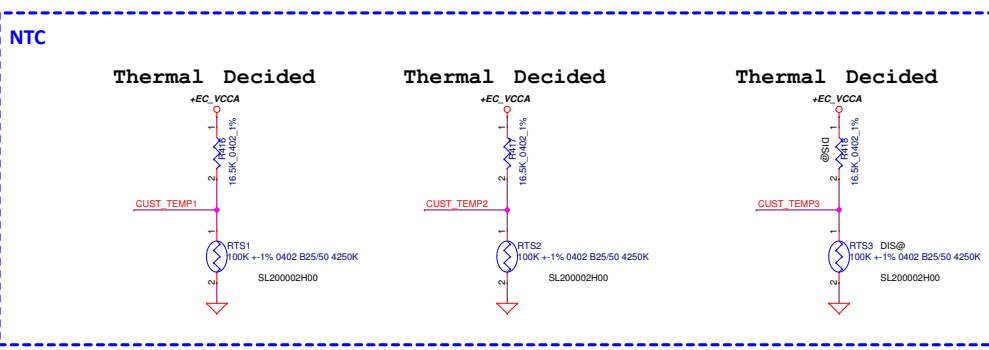 NTC
Thermal Decided
+EC_VCCA
1
R416
16.5K_0402_1%
2
CUST_TEMP1
1
RTS1
100K +-1% 0402 B25/50 4250K
2
SL200002H00
Thermal Decided
+EC_VCCA
1
R417
16.5K_0402_1%
2
CUST_TEMP2
1
RTS2
100K +-1% 0402 B25/50 4250K
2
SL200002H00
Thermal Decided
+EC_VCCA
1
DIS@
R418
16.5K_0402_1%
2
CUST_TEMP3
1
RTS3 DIS@
100K +-1% 0402 B25/50 4250K
2
SL200002H00